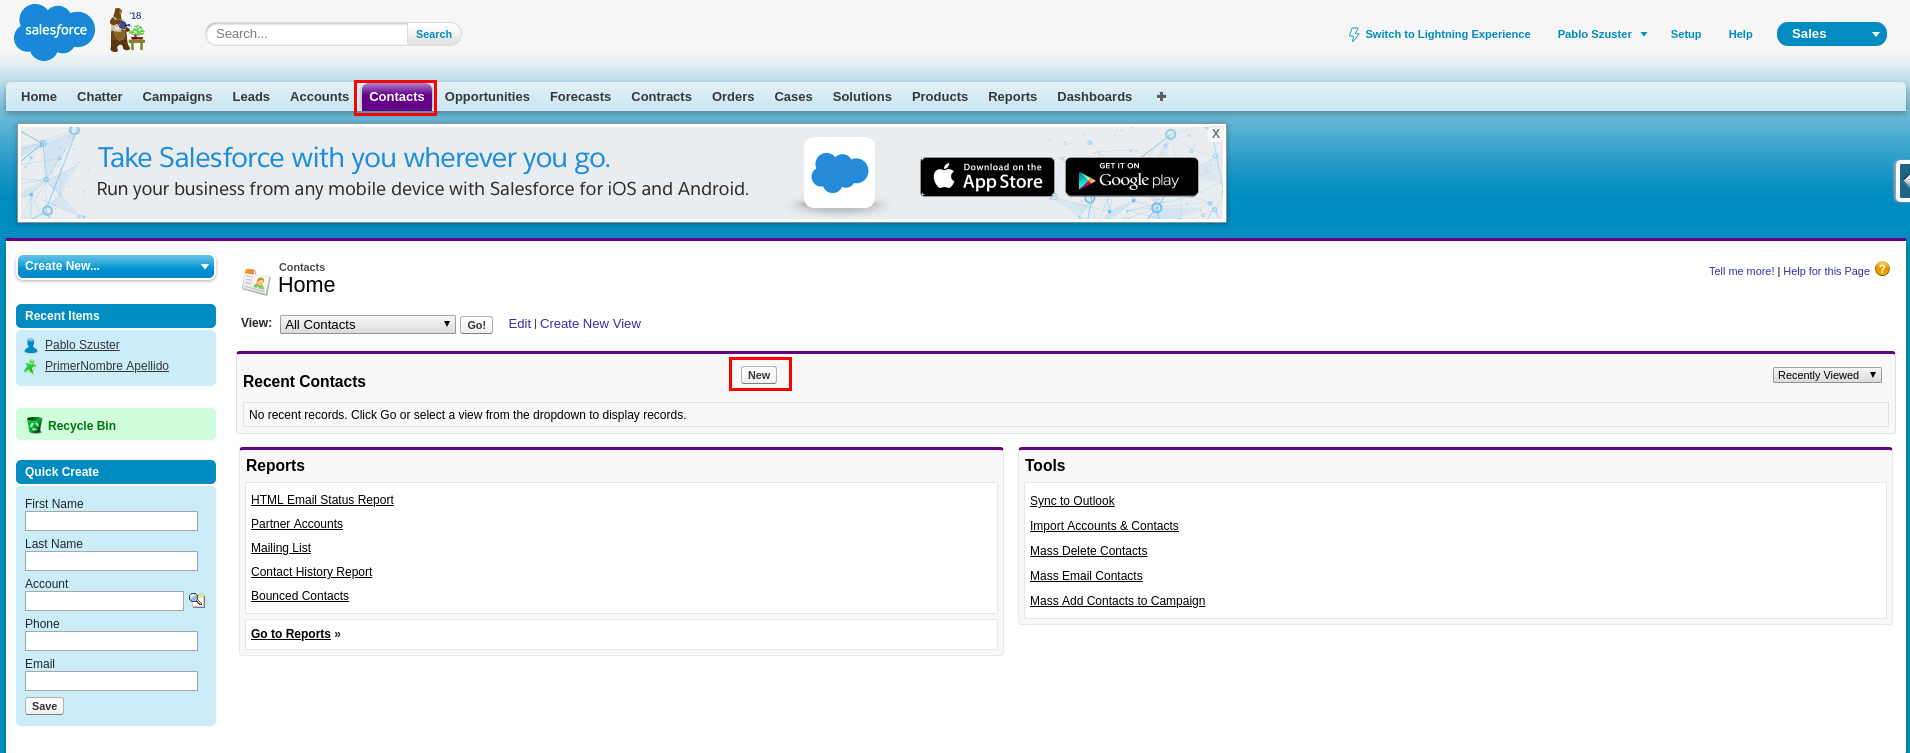 salesforce
'18
Search...
Search
Switch to Lightning Experience
Pablo Szuster
Setup
Help
Sales
Home Chatter Campaigns Leads Accounts Contacts Opportunities Forecasts Contracts Orders Cases Solutions Products Reports Dashboards +
Take Salesforce with you wherever you go.
Run your business from any mobile device with Salesforce for iOS and Android.
Download on the
App Store
GET IT ON
Google play
X
Create New...
Recent Items
Pablo Szuster
PrimerNombre Apellido
Recycle Bin
Quick Create
First Name
Last Name
Account
Phone
Email
Save
Contacts
Home
Tell me more! | Help for this Page ?
View: All Contacts Go! Edit | Create New View
Recent Contacts
New
Recently Viewed
No recent records. Click Go or select a view from the dropdown to display records.
Reports
HTML Email Status Report
Partner Accounts
Mailing List
Contact History Report
Bounced Contacts
Go to Reports »
Tools
Sync to Outlook
Import Accounts & Contacts
Mass Delete Contacts
Mass Email Contacts
Mass Add Contacts to Campaign